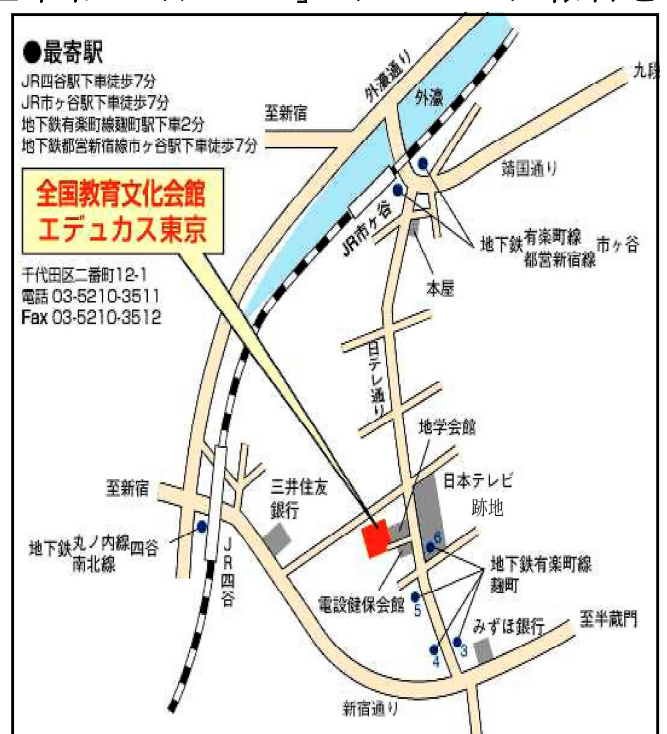 ●最寄駅
JR四谷駅下車徒歩7分
JR市ヶ谷駅下車徒歩7分
地下鉄有楽町線麹町駅下車2分
地下鉄都営新宿線市ヶ谷駅下車徒歩7分
全国教育文化会館
エデュカス東京
千代田区二番町12-1
電話 03-5210-3511
Fax 03-5210-3512
外濠通り
外濠
九段
至新宿
靖国通り
JR市ヶ谷
地下鉄 有楽町線 市ヶ谷
都営新宿線
本屋
日テレ通り
地学会館
日本テレビ
跡地
至新宿
三井住友
銀行
地下鉄 丸ノ内線 四谷
南北線
JR四谷
6
地下鉄有楽町線
麹町
電設健保会館
5
みずほ銀行
至半蔵門
3
4
新宿通り